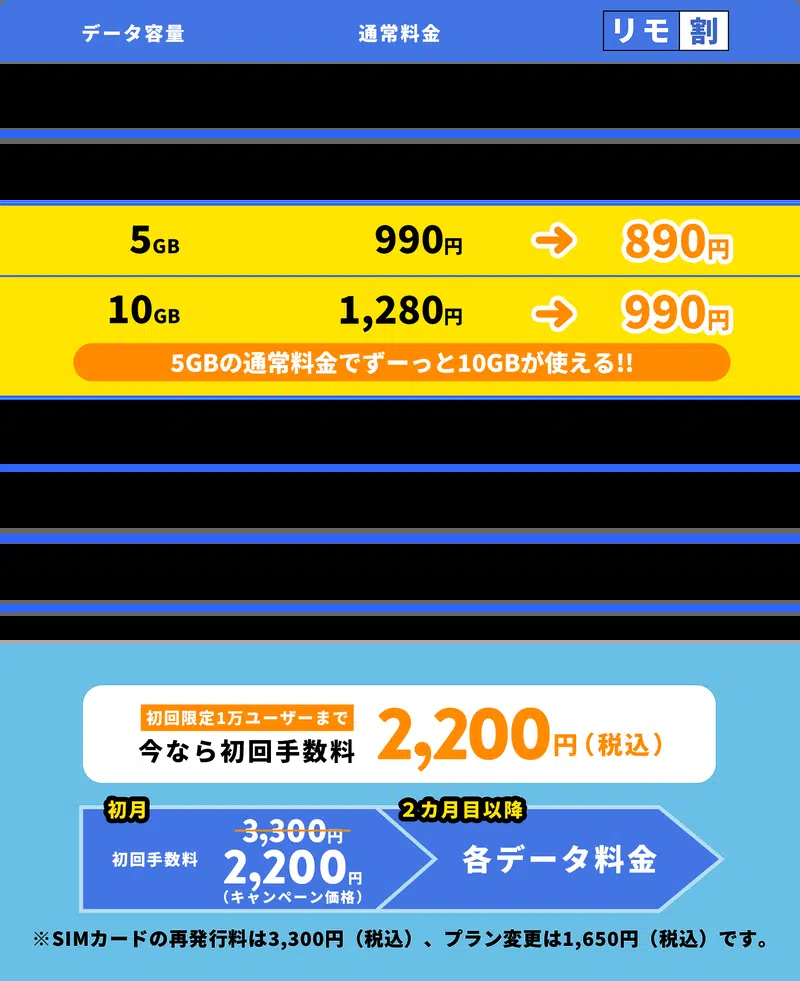 データ容量 通常料金 リモ割
5GB 990円 → 890円
10GB 1,280円 → 990円
5GBの通常料金でずーっと10GBが使える!!
初回限定1万ユーザーまで
今なら初回手数料 2,200円（税込）
初月 2カ月目以降
3,300円
初回手数料 2,200円 各データ料金
（キャンペーン価格）
※SIMカードの再発行料は3,300円（税込）、プラン変更は1,650円（税込）です。